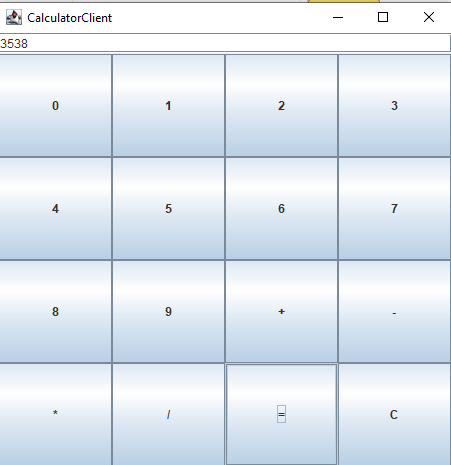 CalculatorClient
3538
0 1 2 3
4 5 6 7
8 9 + -
* / = C